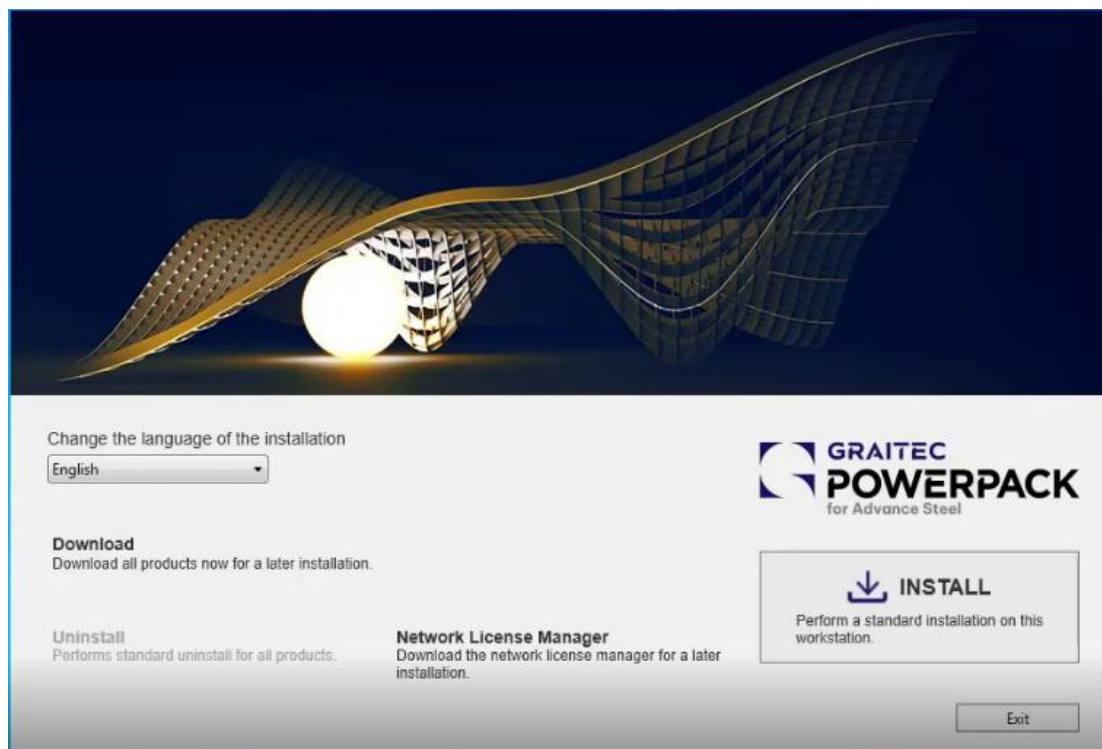 Change the language of the installation
English
GRAITEC
POWERPACK
for Advance Steel
Download
Download all products now for a later installation.
INSTALL
Perform a standard installation on this
workstation.
Uninstall
Performs standard uninstall for all products.
Network License Manager
Download the network license manager for a later
installation.
Exit